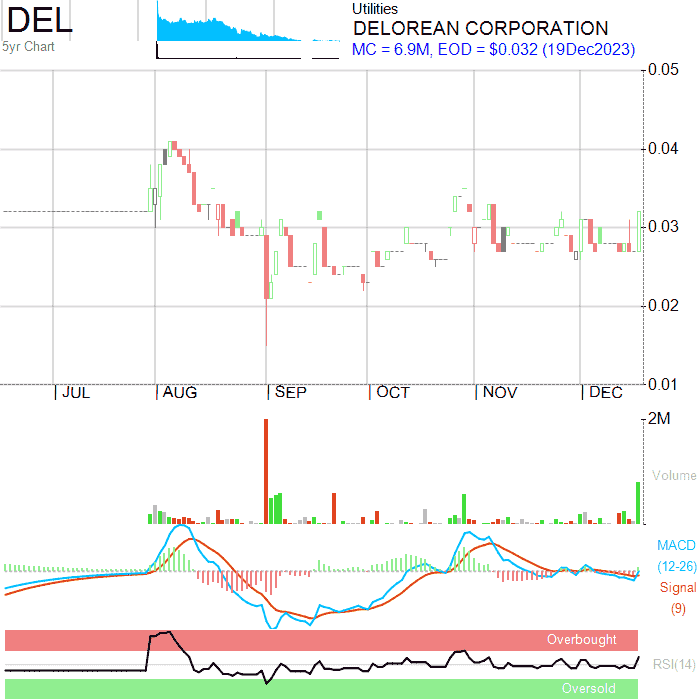 DEL
5yr Chart
Utilities
DELOREAN CORPORATION
MC = 6.9M, EOD = $0.032 (19Dec2023)
0.05
0.04
0.03
0.02
0.01
JUL
AUG
SEP
OCT
NOV
DEC
2M
Volume
MACD
(12-26)
Signal
(9)
Overbought
RSI(14)
Oversold